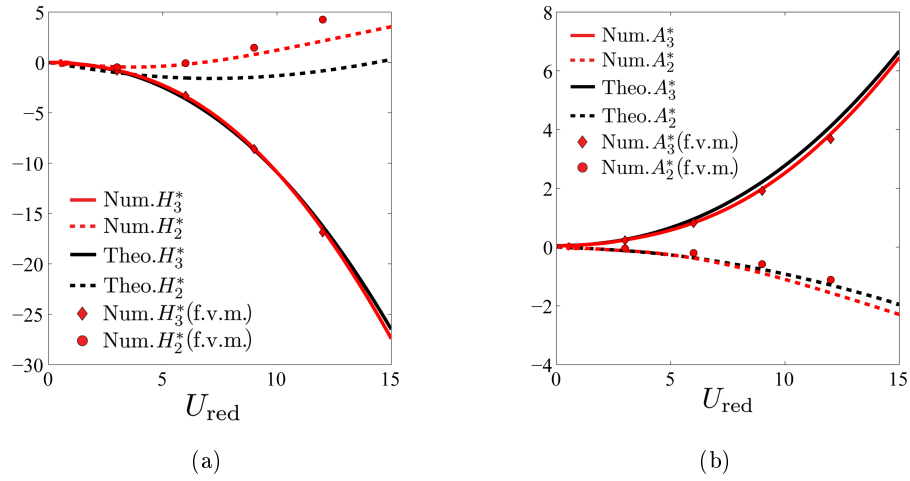 5
0
−5
−10
−15
−20
−25
−30
0 5 10 15
Num.H₃*
Num.H₂*
Theo.H₃*
Theo.H₂*
Num.H₃*(f.v.m.)
Num.H₂*(f.v.m.)
U_red
(a)
8
6
4
2
0
−2
−4
0 5 10 15
Num.A₃*
Num.A₂*
Theo.A₃*
Theo.A₂*
Num.A₃*(f.v.m.)
Num.A₂*(f.v.m.)
U_red
(b)